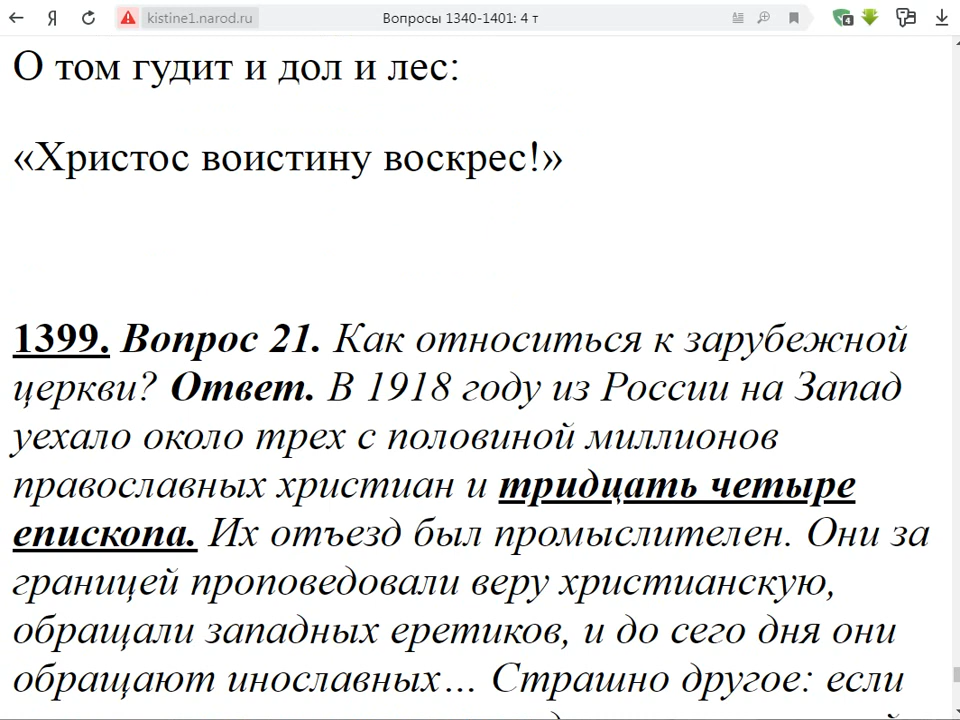 Я kistine1.narod.ru Вопросы 1340-1401: 4 т 4
О том гудит и дол и лес:
«Христос воистину воскрес!»
1399. Вопрос 21. Как относиться к зарубежной
церкви? Ответ. В 1918 году из России на Запад
уехало около трех с половиной миллионов
православных христиан и тридцать четыре
епископа. Их отъезд был промыслителен. Они за
границей проповедовали веру христианскую,
обращали западных еретиков, и до сего дня они
обращают инославных… Страшно другое: если